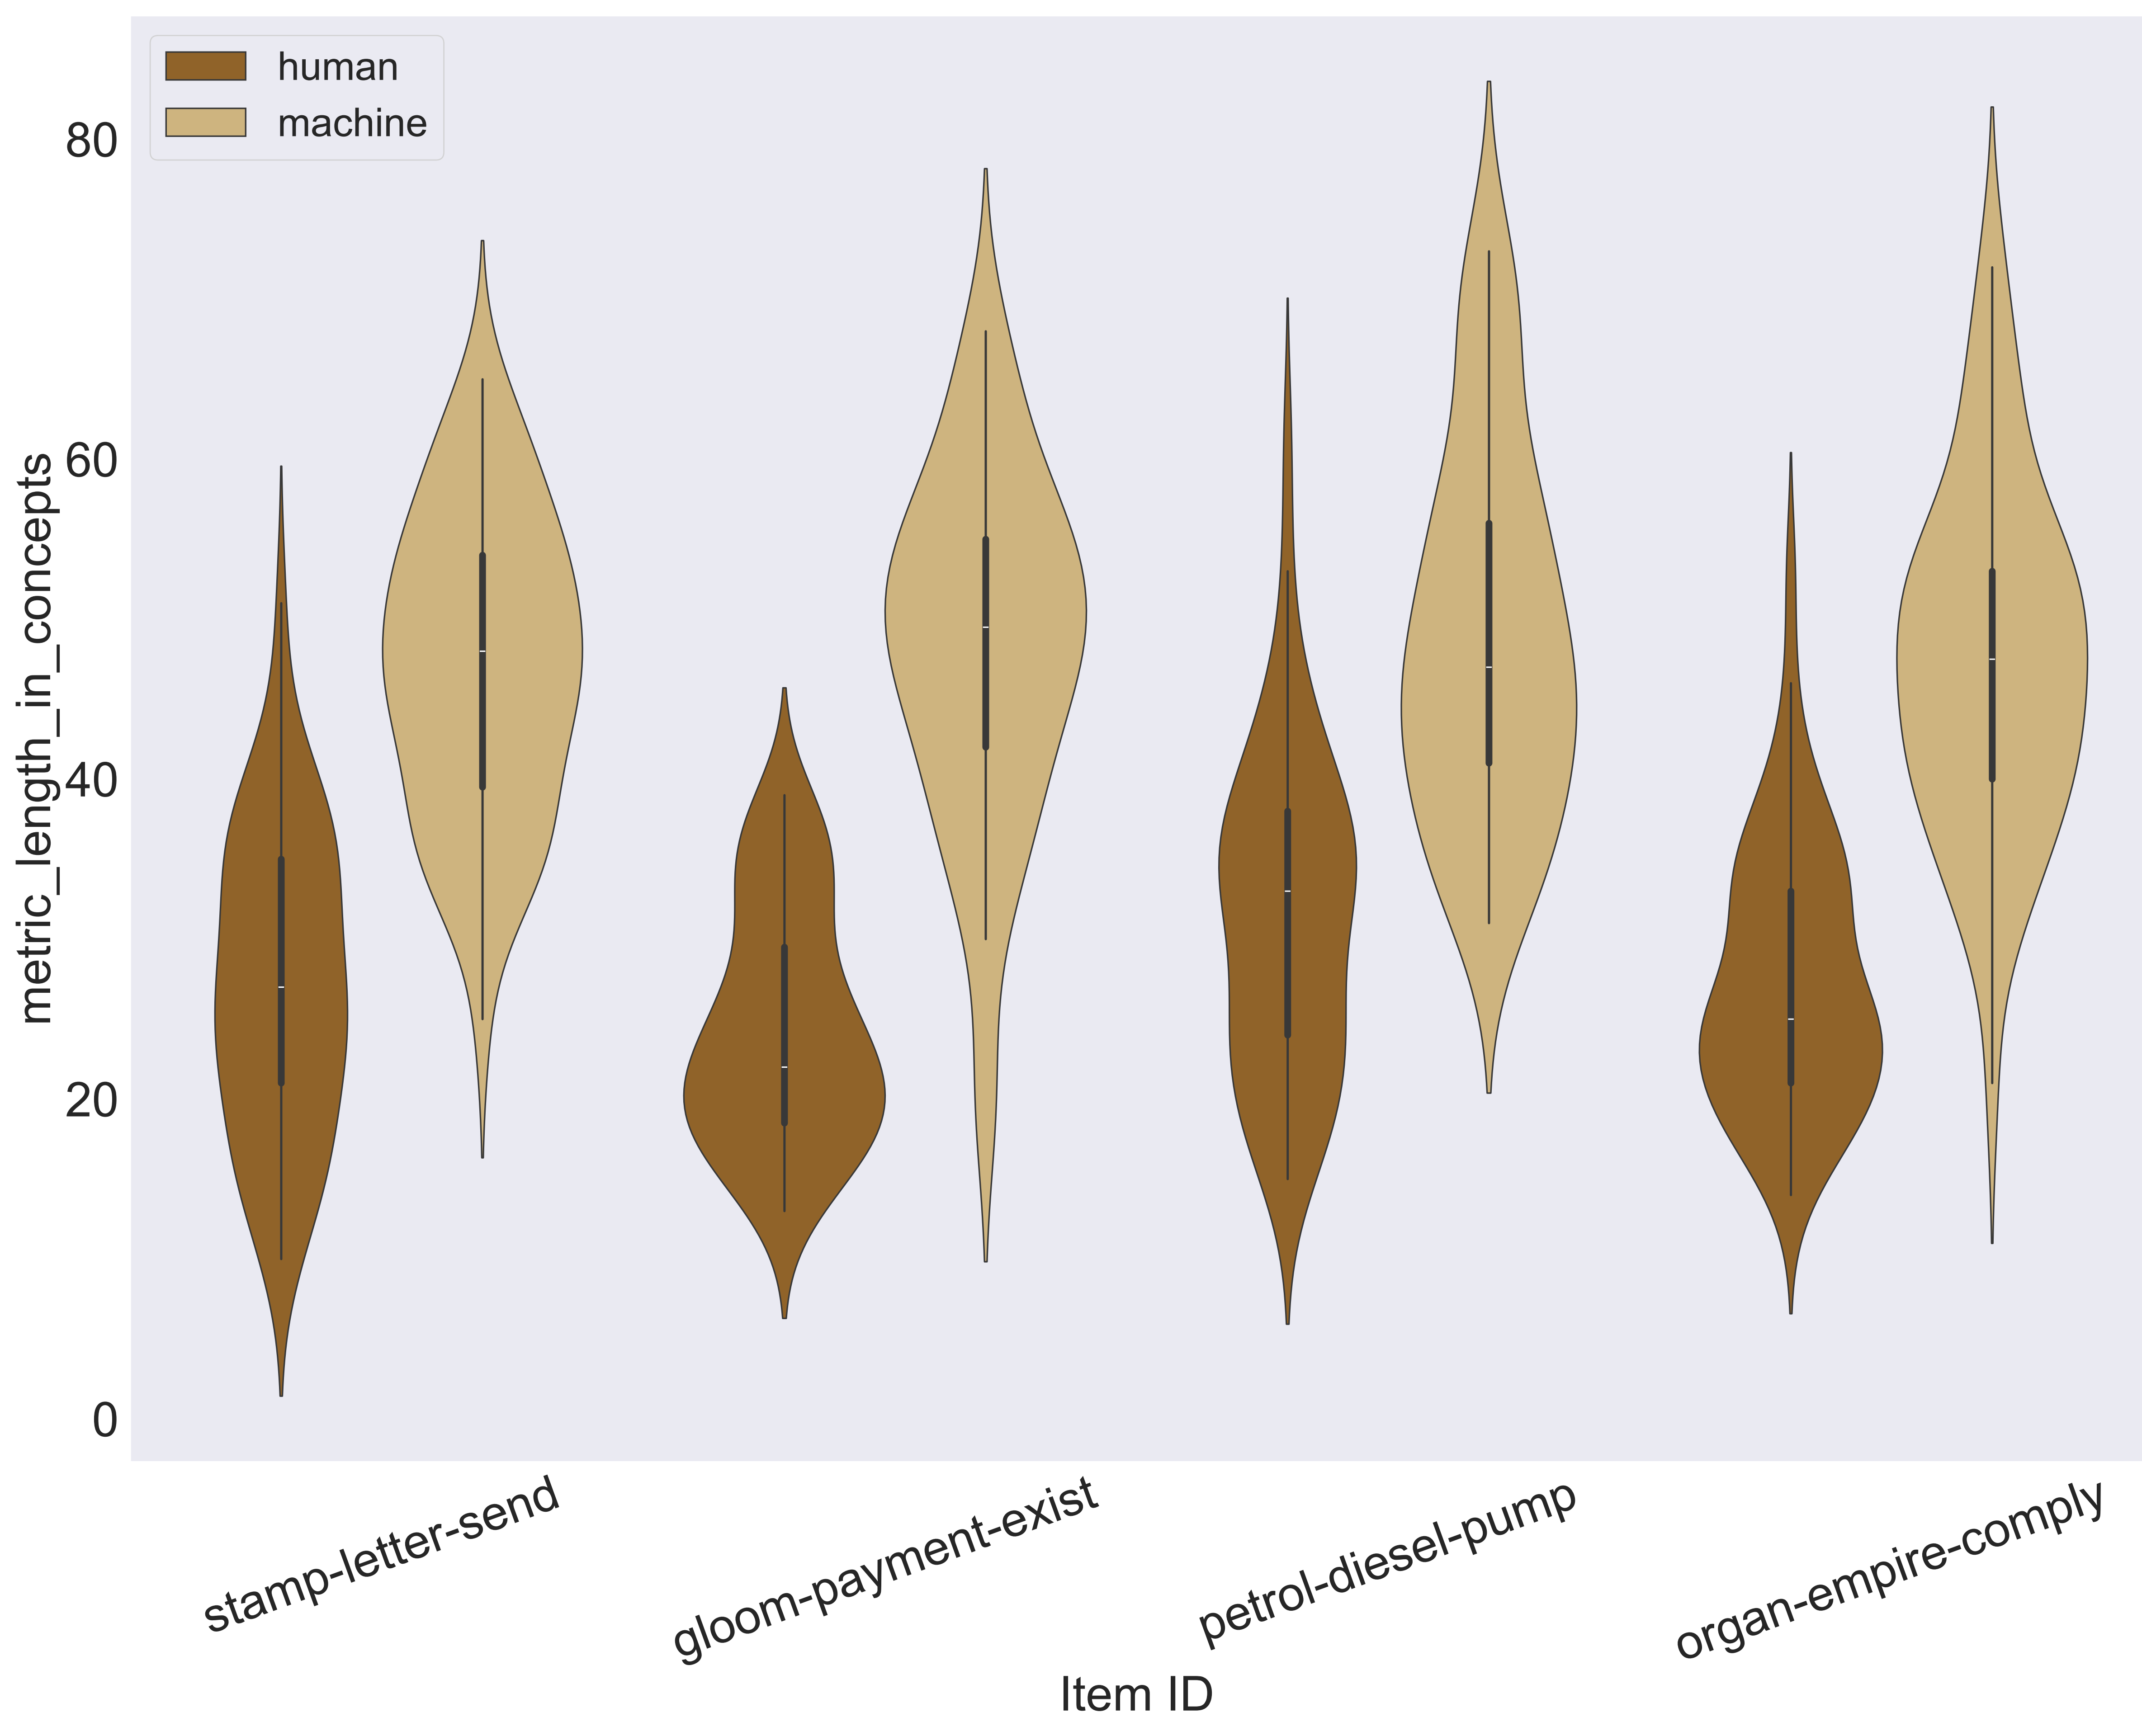 human
machine
metric_length_in_concepts
80
60
40
20
0
stamp-letter-send
gloom-payment-exist
petrol-diesel-pump
organ-empire-comply
Item ID